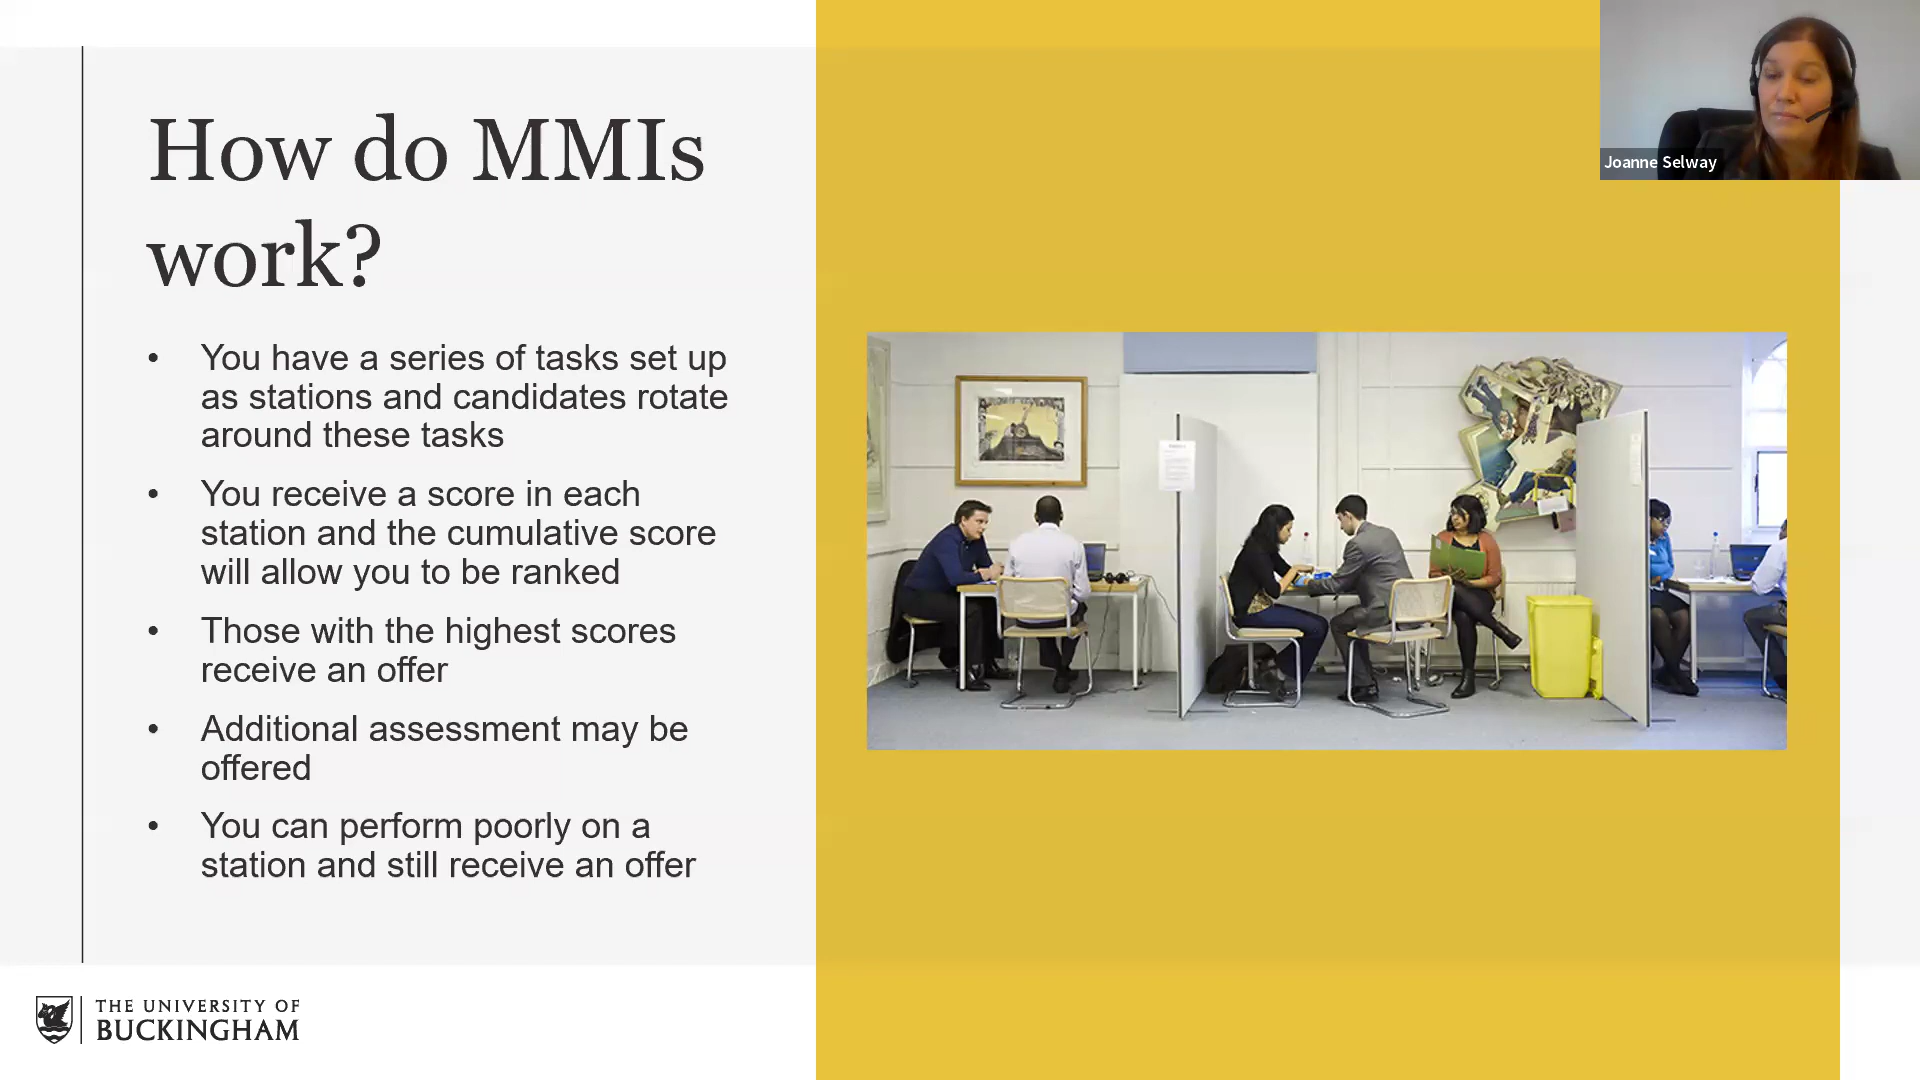 How do MMIs
work?
• You have a series of tasks set up
as stations and candidates rotate
around these tasks
• You receive a score in each
station and the cumulative score
will allow you to be ranked
• Those with the highest scores
receive an offer
• Additional assessment may be
offered
• You can perform poorly on a
station and still receive an offer
THE UNIVERSITY OF
BUCKINGHAM
Joanne Selway